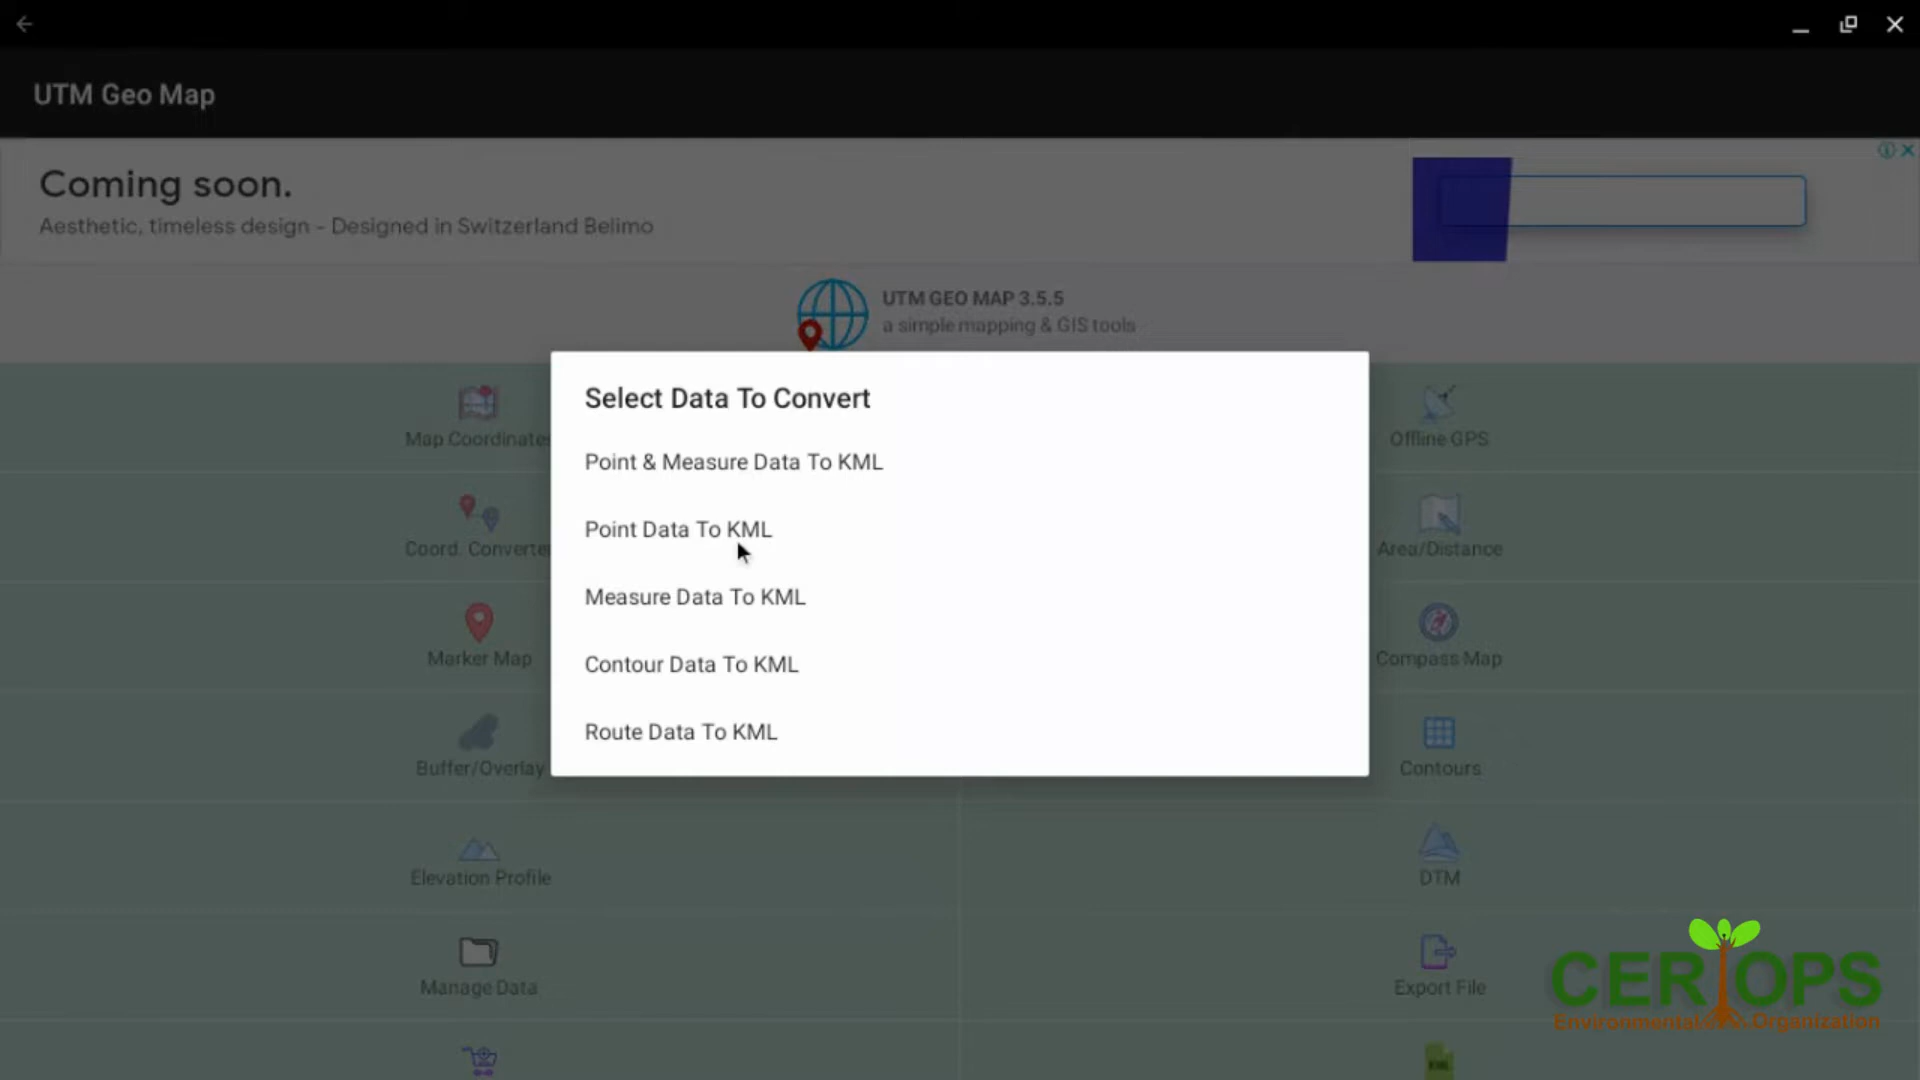 UTM Geo Map
Coming soon.
Aesthetic, timeless design - Designed in Switzerland Belimo
UTM GEO MAP 3.5.5
a simple mapping & GIS tools
Select Data To Convert
Point & Measure Data To KML
Point Data To KML
Measure Data To KML
Contour Data To KML
Route Data To KML
Map Coordinates
Offline GPS
Coord. Converter
Area/Distance
Marker Map
Compass Map
Buffer/Overlay
Contours
Elevation Profile
DTM
Manage Data
Export File
KML
CERIOPS
Environmental Organization